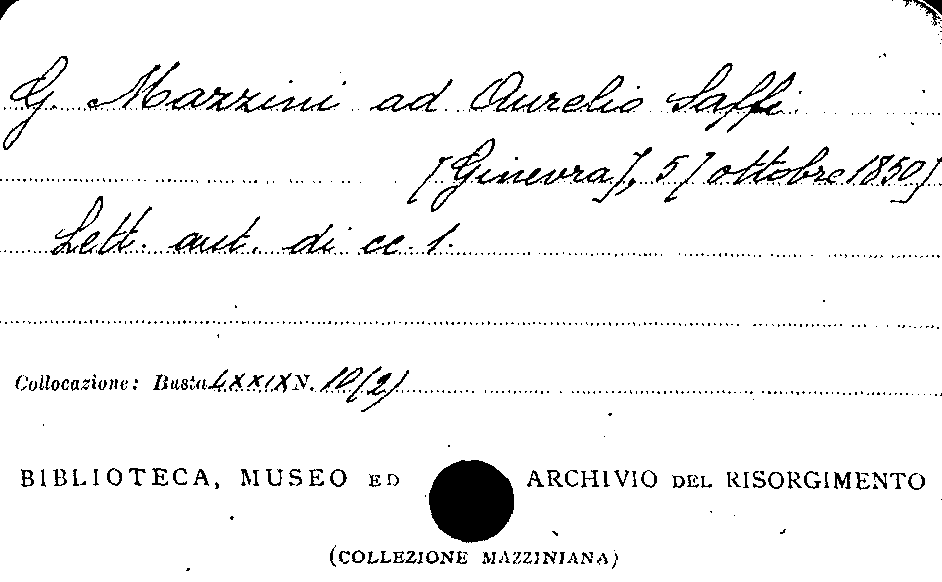 G. Mazzini ad Aurelio Saffi.
[Ginevra], 5 [ottobre 1850]
Lett. aut. di cc. 1.
Collocazione: Busta LXXIX N. 10(2)
BIBLIOTECA, MUSEO ED ARCHIVIO DEL RISORGIMENTO
(COLLEZIONE MAZZINIANA)